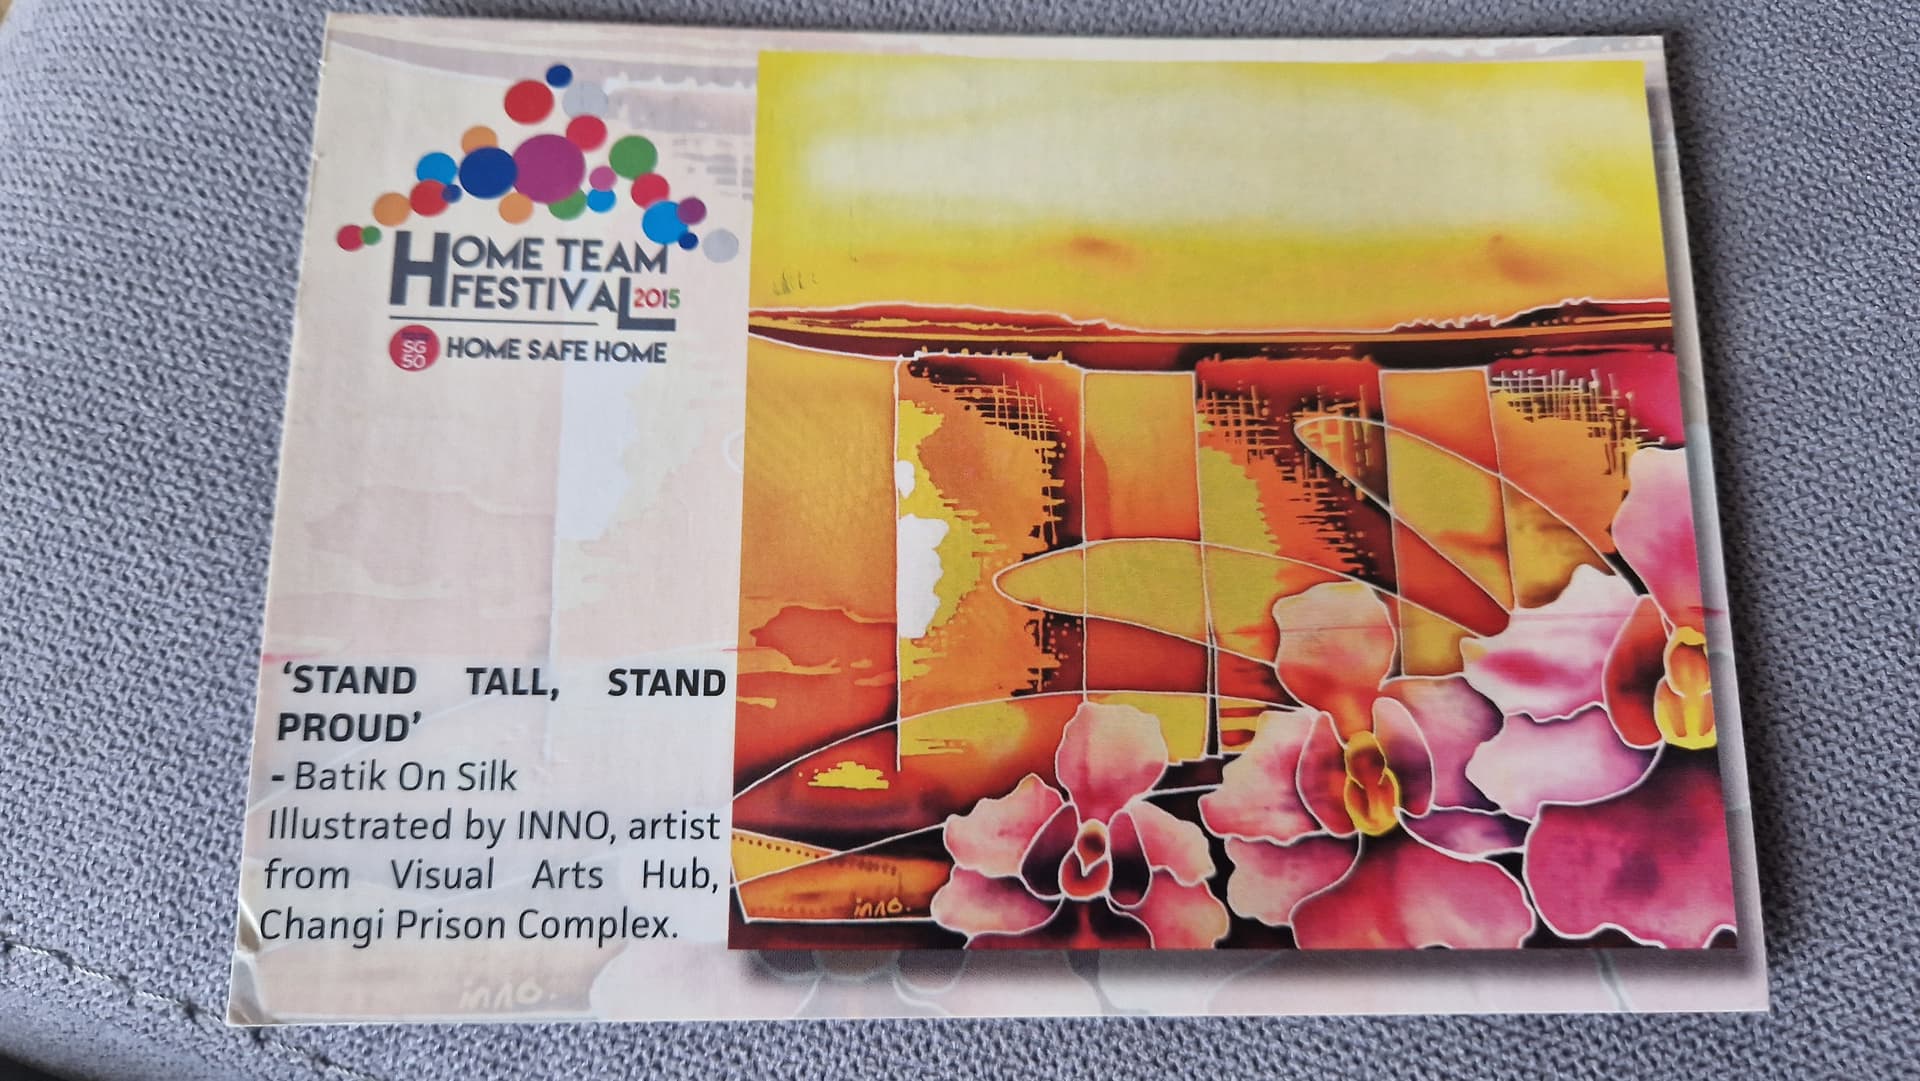 HOME TEAM
FESTIVAL 2015
SG
50
HOME SAFE HOME
‘STAND TALL, STAND
PROUD’
- Batik On Silk
Illustrated by INNO, artist
from Visual Arts Hub,
Changi Prison Complex.
inno.
inno.